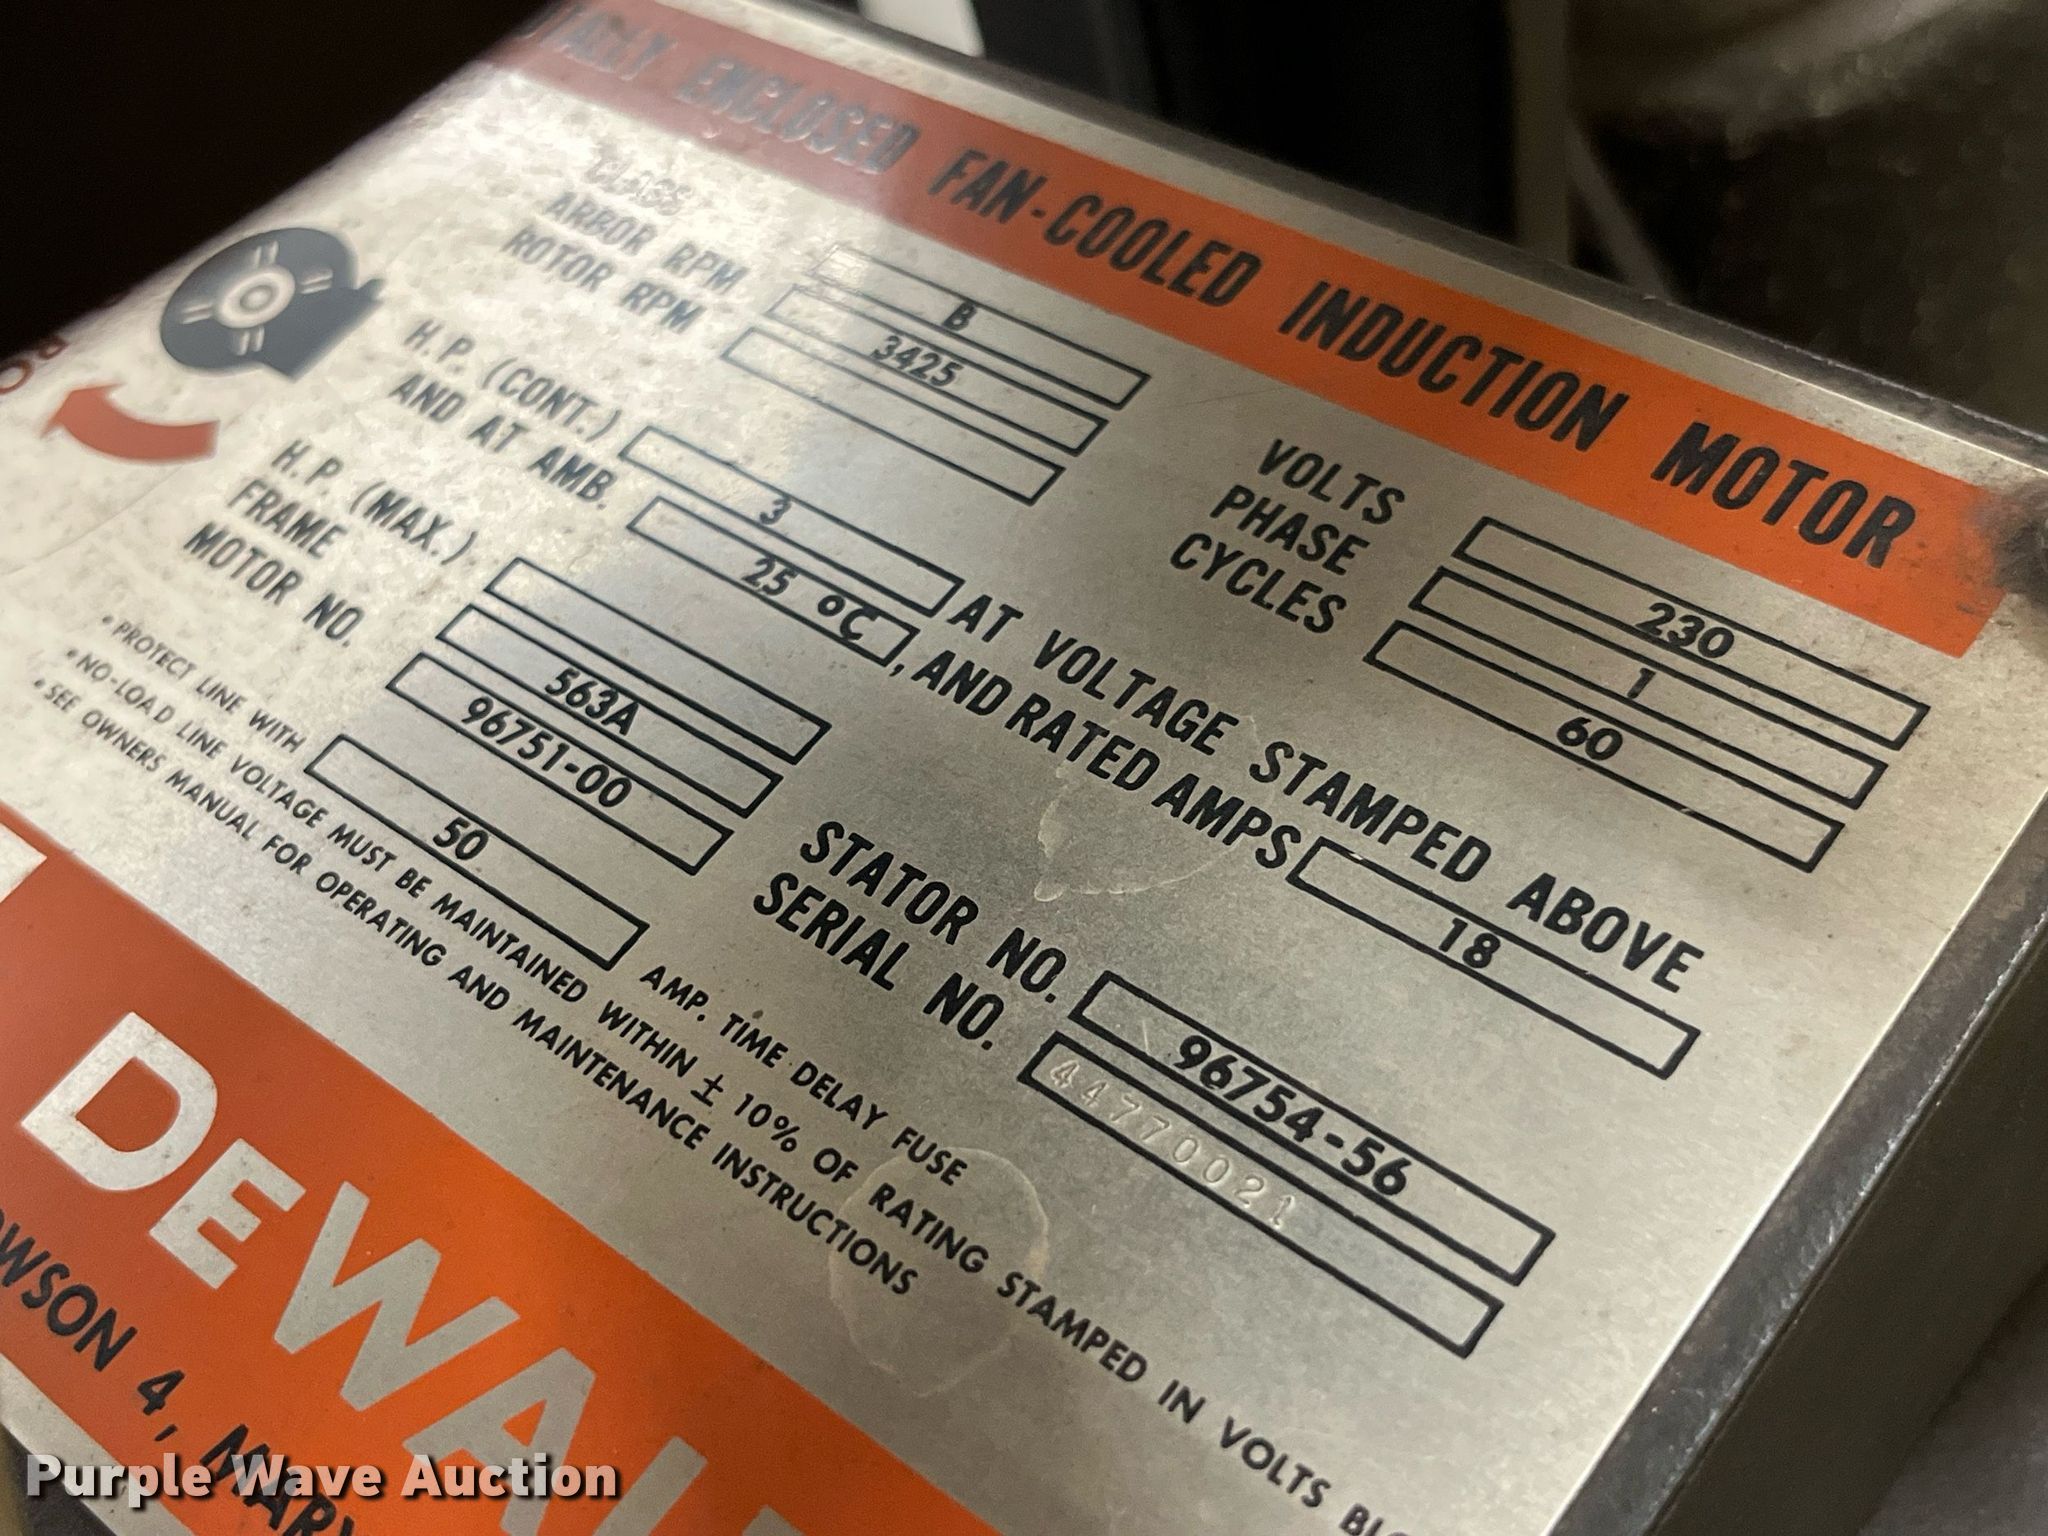 TOTALLY ENCLOSED FAN-COOLED INDUCTION MOTOR
CLASS B
ARBOR RPM 3425
ROTOR RPM
VOLTS 230
PHASE 1
CYCLES 60
H.P. (CONT.) 3 AT VOLTAGE STAMPED ABOVE
AND AT AMB. 25 °C, AND RATED AMPS 18
H.P. (MAX.)
FRAME 563A
MOTOR NO. 96751-00
STATOR NO. 96754-56
SERIAL NO. 44770021
• PROTECT LINE WITH 50 AMP. TIME DELAY FUSE
• NO-LOAD LINE VOLTAGE MUST BE MAINTAINED WITHIN ± 10% OF RATING STAMPED IN VOLTS
• SEE OWNERS MANUAL FOR OPERATING AND MAINTENANCE INSTRUCTIONS
DEWAL
OWSON 4, MARY
Purple Wave Auction